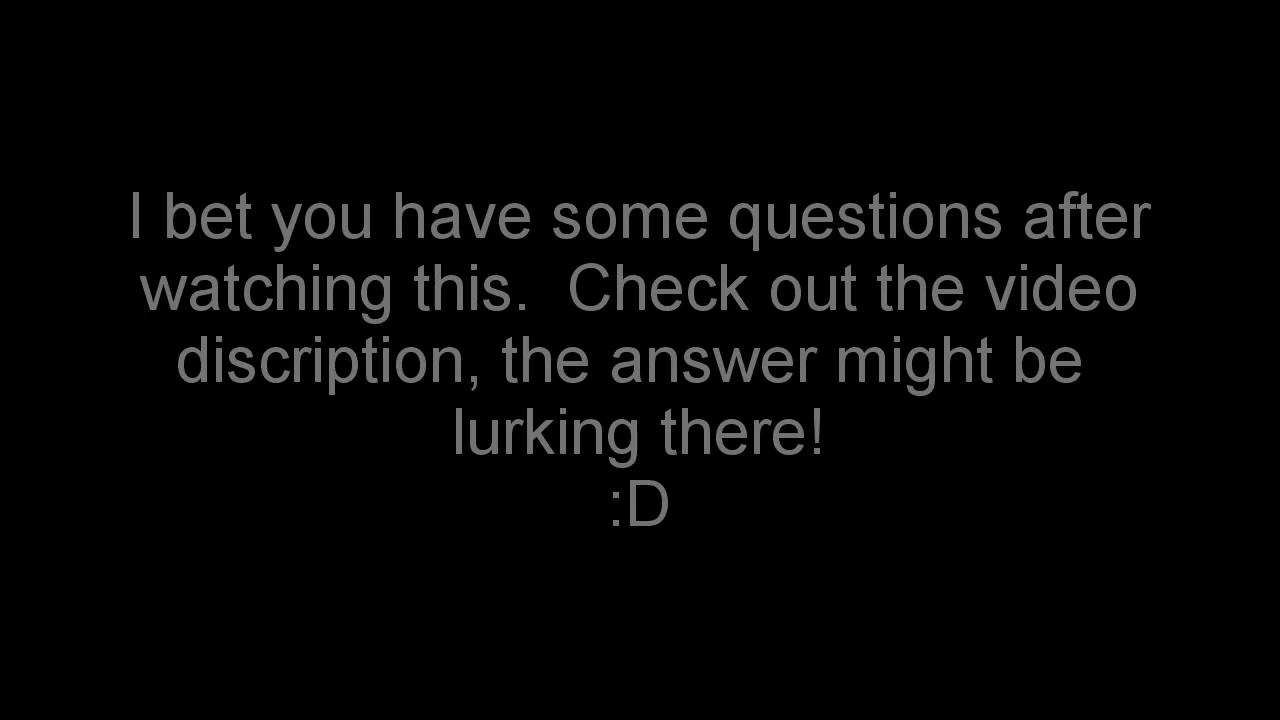 I bet you have some questions after
watching this.  Check out the video
discription, the answer might be
lurking there!
:D